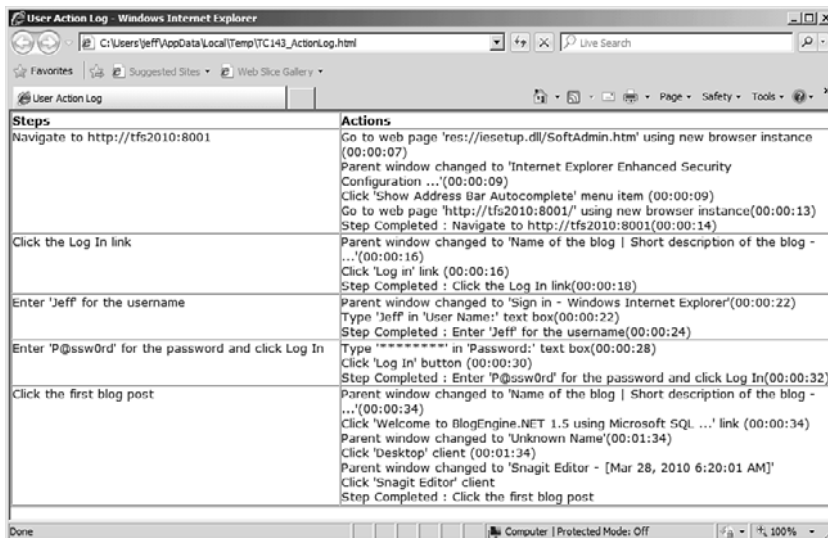 User Action Log - Windows Internet Explorer
C:\Users\jeff\AppData\Local\Temp\TC143_ActionLog.html
Live Search
Favorites
Suggested Sites
Web Slice Gallery
User Action Log
Page
Safety
Tools
Steps
Actions
Navigate to http://tfs2010:8001
Go to web page 'res://iesetup.dll/SoftAdmin.htm' using new browser instance
(00:00:07)
Parent window changed to 'Internet Explorer Enhanced Security
Configuration ...'(00:00:09)
Click 'Show Address Bar Autocomplete' menu item (00:00:09)
Go to web page 'http://tfs2010:8001/' using new browser instance(00:00:13)
Step Completed : Navigate to http://tfs2010:8001(00:00:14)
Click the Log In link
Parent window changed to 'Name of the blog | Short description of the blog -
...'(00:00:16)
Click 'Log in' link (00:00:16)
Step Completed : Click the Log In link(00:00:18)
Enter 'Jeff' for the username
Parent window changed to 'Sign in - Windows Internet Explorer'(00:00:22)
Type 'Jeff' in 'User Name:' text box(00:00:22)
Step Completed : Enter 'Jeff' for the username(00:00:24)
Enter 'P@ssw0rd' for the password and click Log In
Type '********' in 'Password:' text box(00:00:28)
Click 'Log In' button (00:00:30)
Step Completed : Enter 'P@ssw0rd' for the password and click Log In(00:00:32)
Click the first blog post
Parent window changed to 'Name of the blog | Short description of the blog -
...'(00:00:34)
Click 'Welcome to BlogEngine.NET 1.5 using Microsoft SQL ...' link (00:00:34)
Parent window changed to 'Unknown Name'(00:01:34)
Click 'Desktop' client (00:01:34)
Parent window changed to 'Snagit Editor - [Mar 28, 2010 6:20:01 AM]'
Click 'Snagit Editor' client
Step Completed : Click the first blog post
Done
Computer | Protected Mode: Off
100%